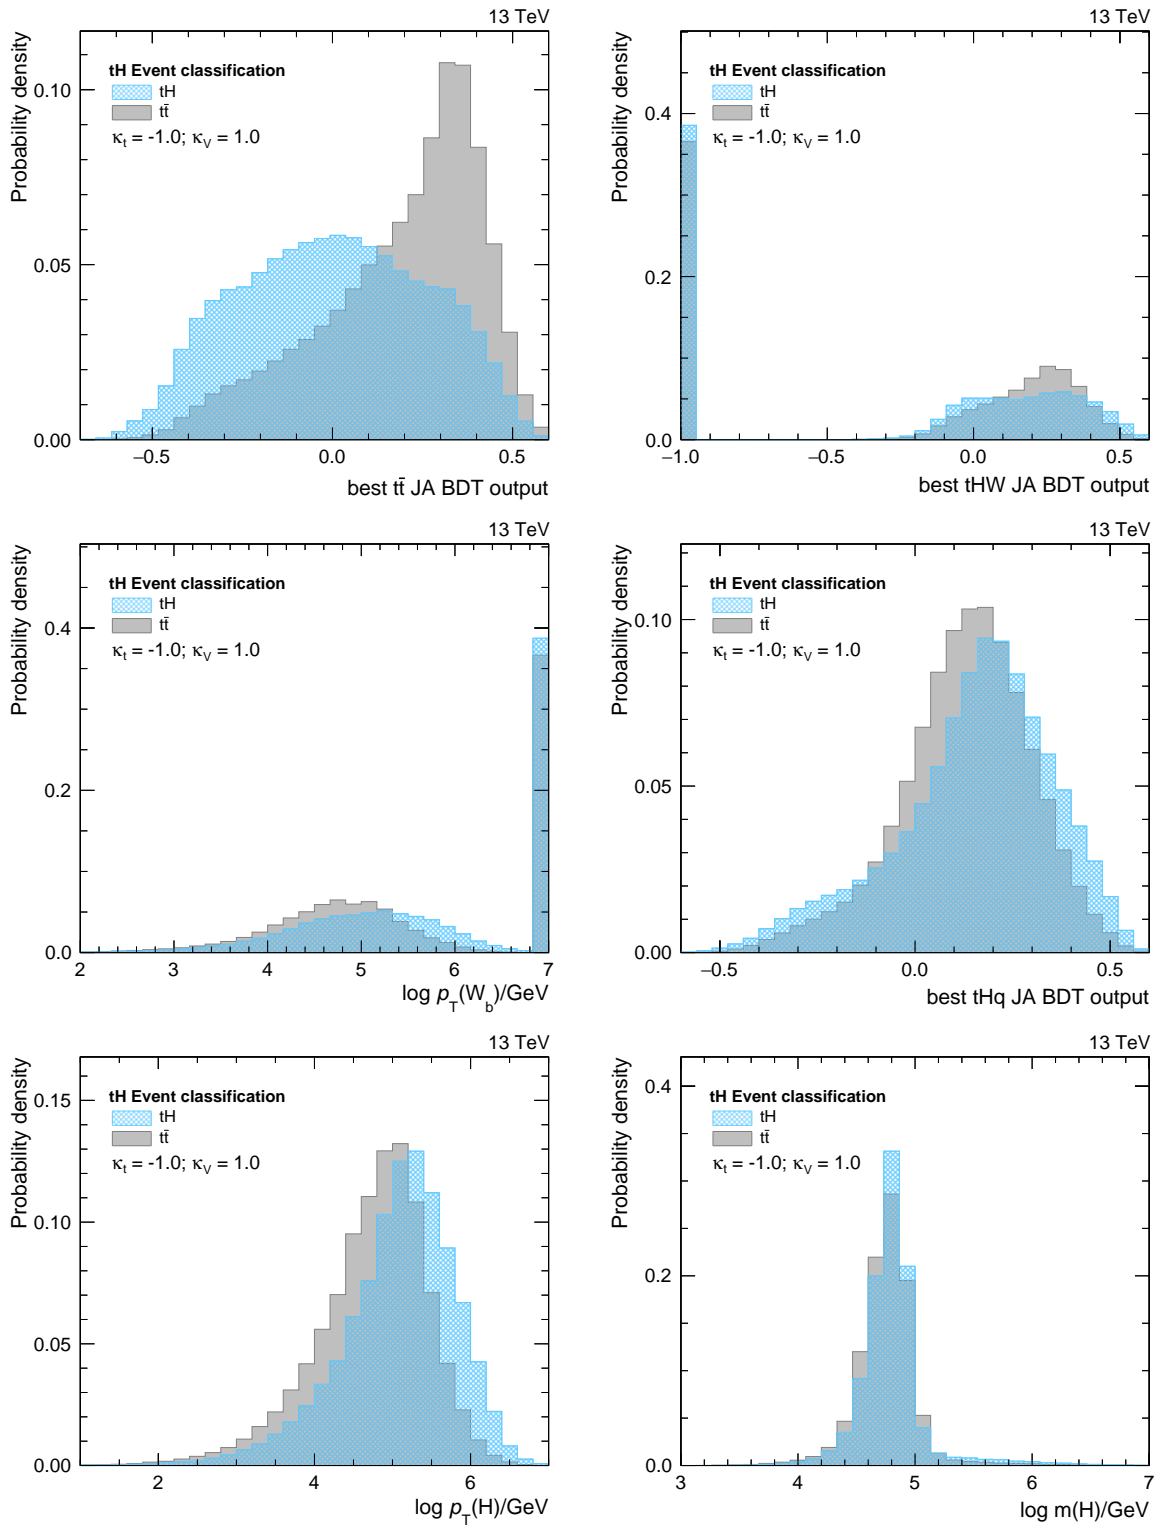 13 TeV
Probability density
tH Event classification
tH
tt̄
κt = -1.0; κV = 1.0
0.10
0.05
0.00
−0.5
0.0
0.5
best tt̄ JA BDT output
13 TeV
Probability density
tH Event classification
tH
tt̄
κt = -1.0; κV = 1.0
0.4
0.2
0.0
−1.0
−0.5
0.0
0.5
best tHW JA BDT output
13 TeV
Probability density
tH Event classification
tH
tt̄
κt = -1.0; κV = 1.0
0.4
0.2
0.0
2
3
4
5
6
7
log pT(Wb)/GeV
13 TeV
Probability density
tH Event classification
tH
tt̄
κt = -1.0; κV = 1.0
0.10
0.05
0.00
−0.5
0.0
0.5
best tHq JA BDT output
13 TeV
Probability density
tH Event classification
tH
tt̄
κt = -1.0; κV = 1.0
0.15
0.10
0.05
0.00
2
4
6
log pT(H)/GeV
13 TeV
Probability density
tH Event classification
tH
tt̄
κt = -1.0; κV = 1.0
0.4
0.2
0.0
3
4
5
6
7
log m(H)/GeV